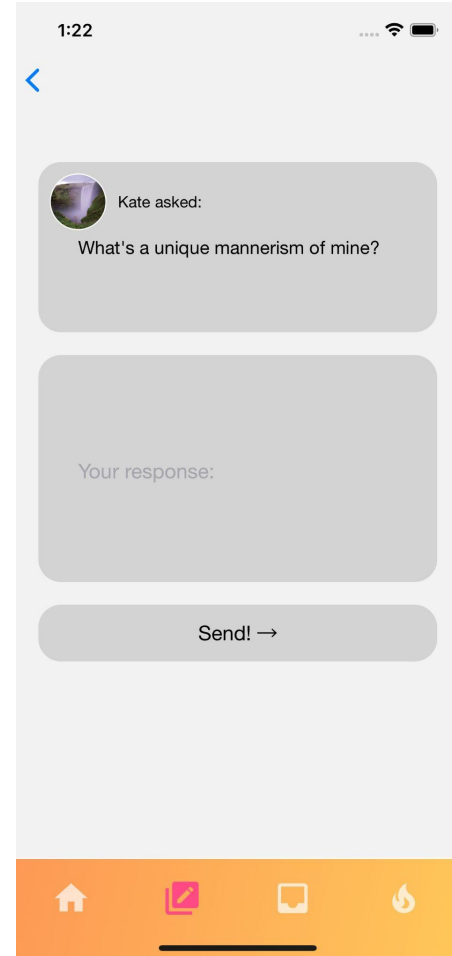 1:22
Kate asked:
What's a unique mannerism of mine?
Your response:
Send! →